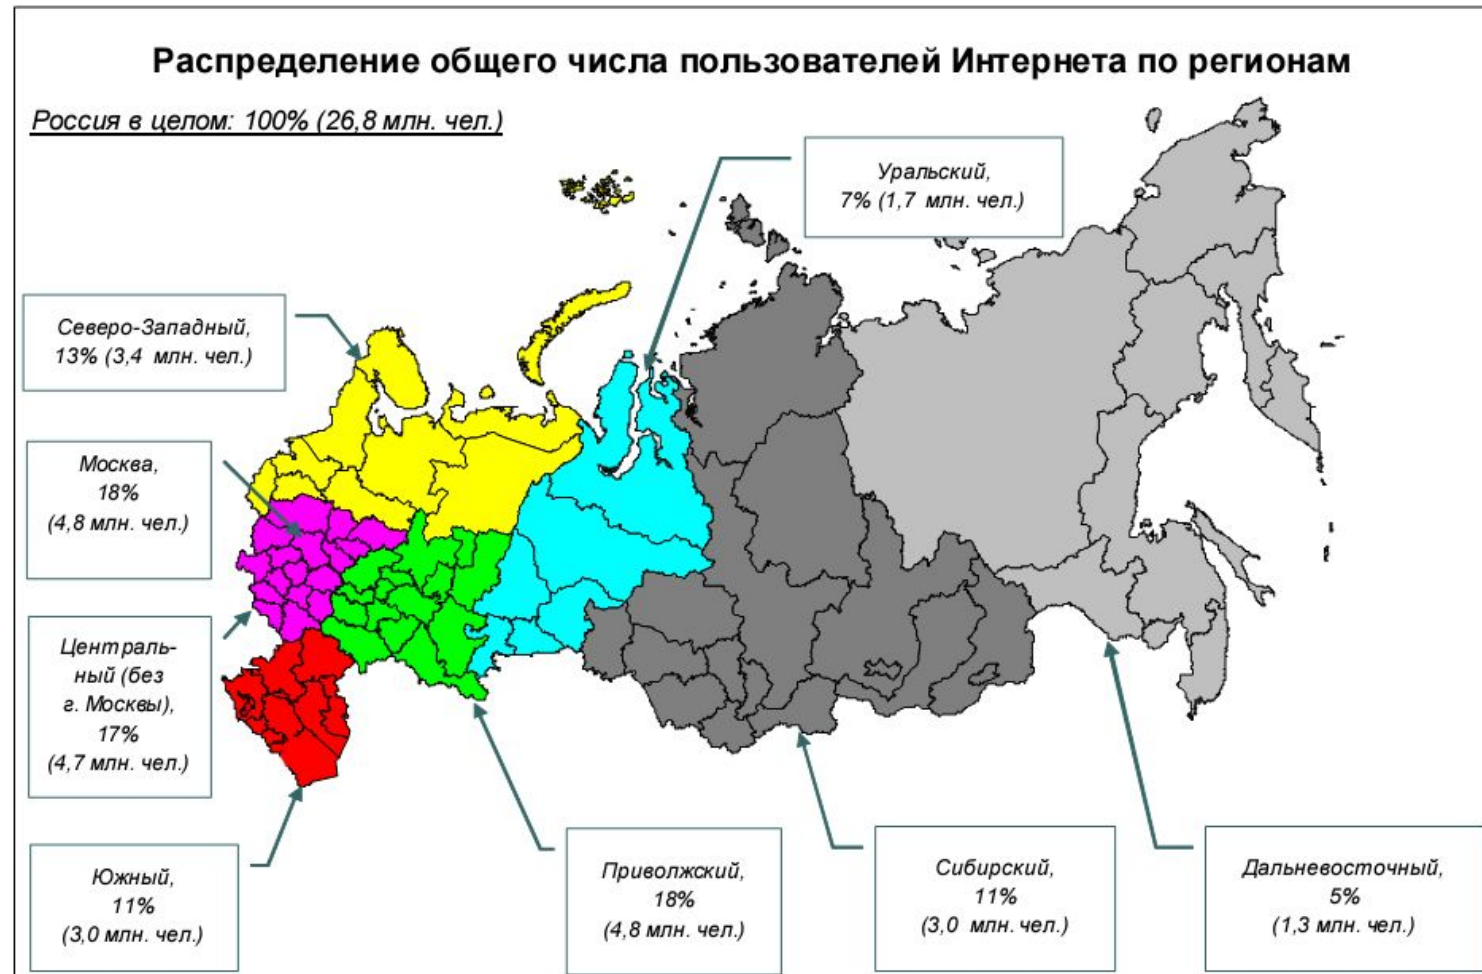 Распределение общего числа пользователей Интернета по регионам
Россия в целом: 100% (26,8 млн. чел.)
Уральский,
7% (1,7 млн. чел.)
Северо-Западный,
13% (3,4 млн. чел.)
Москва,
18%
(4,8 млн. чел.)
Централь-
ный (без
г. Москвы),
17%
(4,7 млн. чел.)
Южный,
11%
(3,0 млн. чел.)
Приволжский,
18%
(4,8 млн. чел.)
Сибирский,
11%
(3,0 млн. чел.)
Дальневосточный,
5%
(1,3 млн. чел.)